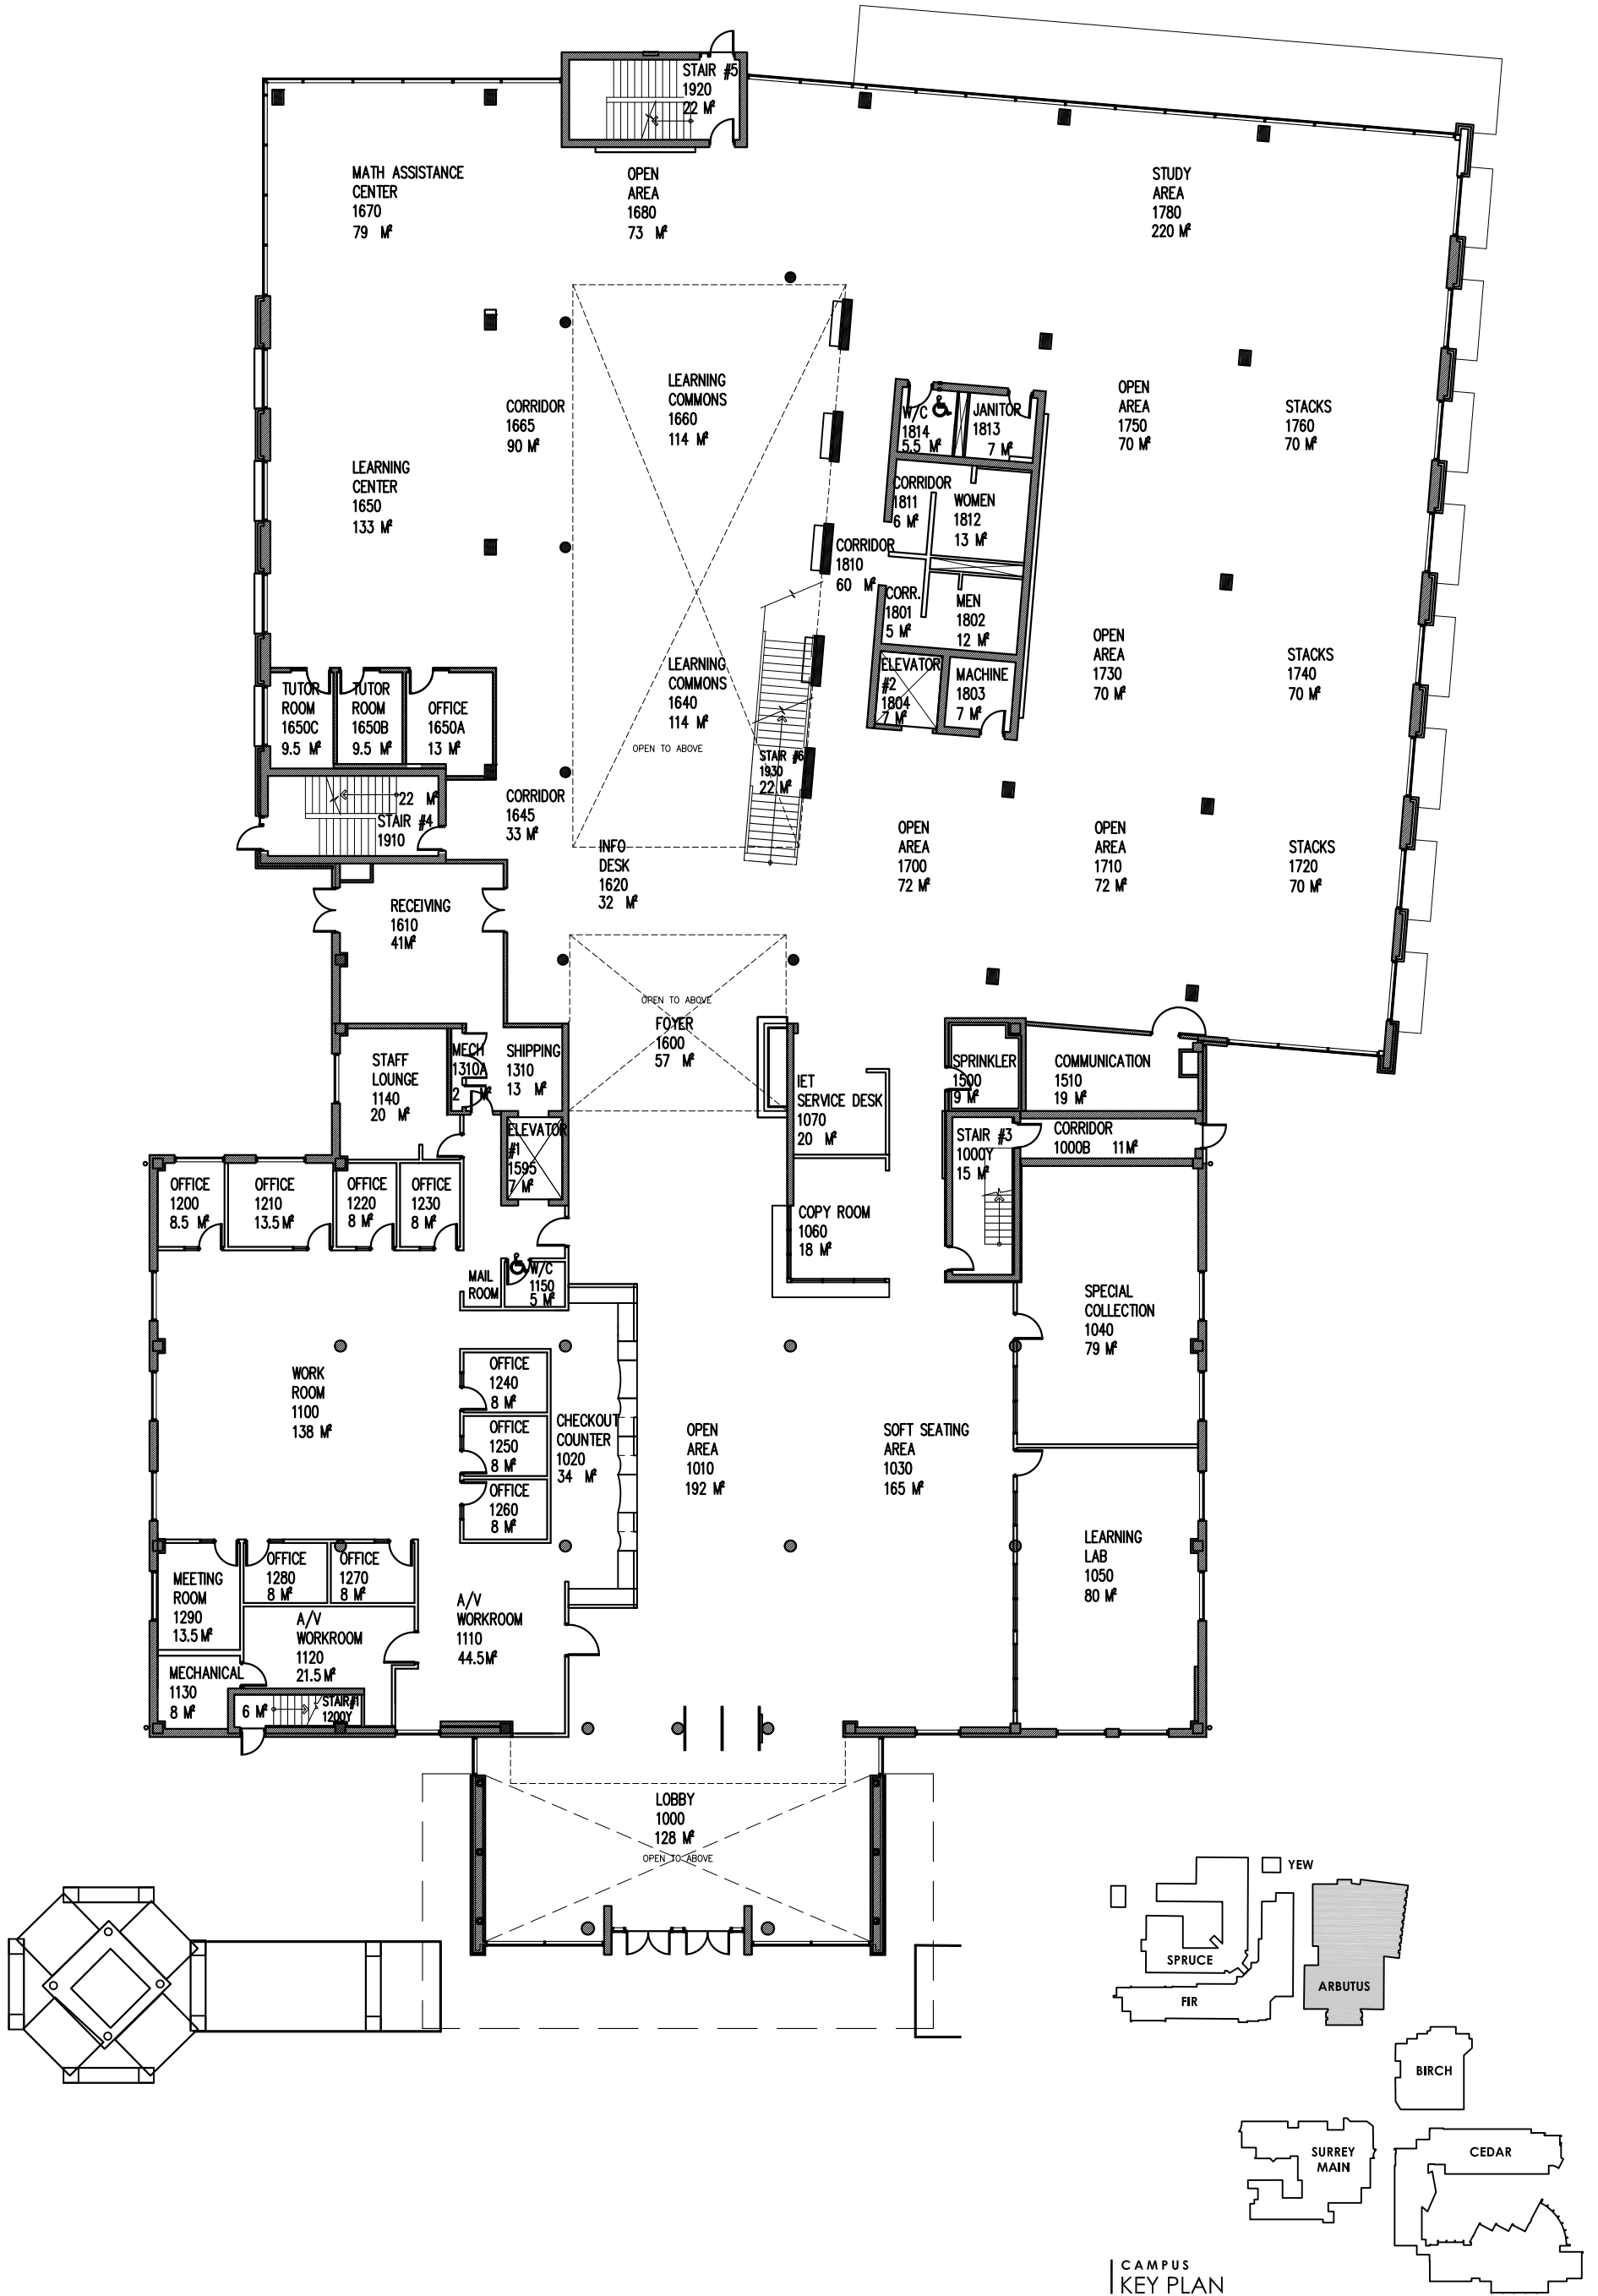 STAIR #5
1920
22 M²
MATH ASSISTANCE
CENTER
1670
79 M²
OPEN
AREA
1680
73 M²
STUDY
AREA
1780
220 M²
LEARNING
COMMONS
1660
114 M²
CORRIDOR
1665
90 M²
W/C
1814
5.5 M²
JANITOR
1813
7 M²
OPEN
AREA
1750
70 M²
STACKS
1760
70 M²
LEARNING
CENTER
1650
133 M²
CORRIDOR
1811
6 M²
WOMEN
1812
13 M²
CORRIDOR
1810
60 M²
CORR.
1801
5 M²
MEN
1802
12 M²
OPEN
AREA
1730
70 M²
STACKS
1740
70 M²
LEARNING
COMMONS
1640
114 M²
OPEN TO ABOVE
ELEVATOR
#2
1804
7 M²
MACHINE
1803
7 M²
TUTOR
ROOM
1650C
9.5 M²
TUTOR
ROOM
1650B
9.5 M²
OFFICE
1650A
13 M²
STAIR #6
1930
22 M²
22 M²
STAIR #4
1910
CORRIDOR
1645
33 M²
INFO
DESK
1620
32 M²
OPEN
AREA
1700
72 M²
OPEN
AREA
1710
72 M²
STACKS
1720
70 M²
RECEIVING
1610
41M²
OPEN TO ABOVE
FOYER
1600
57 M²
STAFF
LOUNGE
1140
20 M²
MECH
1310A
2 M²
SHIPPING
1310
13 M²
IET
SERVICE DESK
1070
20 M²
SPRINKLER
1500
9 M²
COMMUNICATION
1510
19 M²
ELEVATOR
#1
1595
7 M²
STAIR #3
1000Y
15 M²
CORRIDOR
1000B 11M²
OFFICE
1200
8.5 M²
OFFICE
1210
13.5M²
OFFICE
1220
8 M²
OFFICE
1230
8 M²
COPY ROOM
1060
18 M²
MAIL
ROOM
W/C
1150
5 M²
SPECIAL
COLLECTION
1040
79 M²
WORK
ROOM
1100
138 M²
OFFICE
1240
8 M²
OFFICE
1250
8 M²
OFFICE
1260
8 M²
CHECKOUT
COUNTER
1020
34 M²
OPEN
AREA
1010
192 M²
SOFT SEATING
AREA
1030
165 M²
LEARNING
LAB
1050
80 M²
MEETING
ROOM
1290
13.5M²
OFFICE
1280
8 M²
OFFICE
1270
8 M²
A/V
WORKROOM
1120
21.5M²
A/V
WORKROOM
1110
44.5M²
MECHANICAL
1130
8 M²
6 M²
STAIR#1
1200Y
LOBBY
1000
128 M²
OPEN TO ABOVE
YEW
SPRUCE
FIR
ARBUTUS
BIRCH
SURREY
MAIN
CEDAR
CAMPUS
KEY PLAN